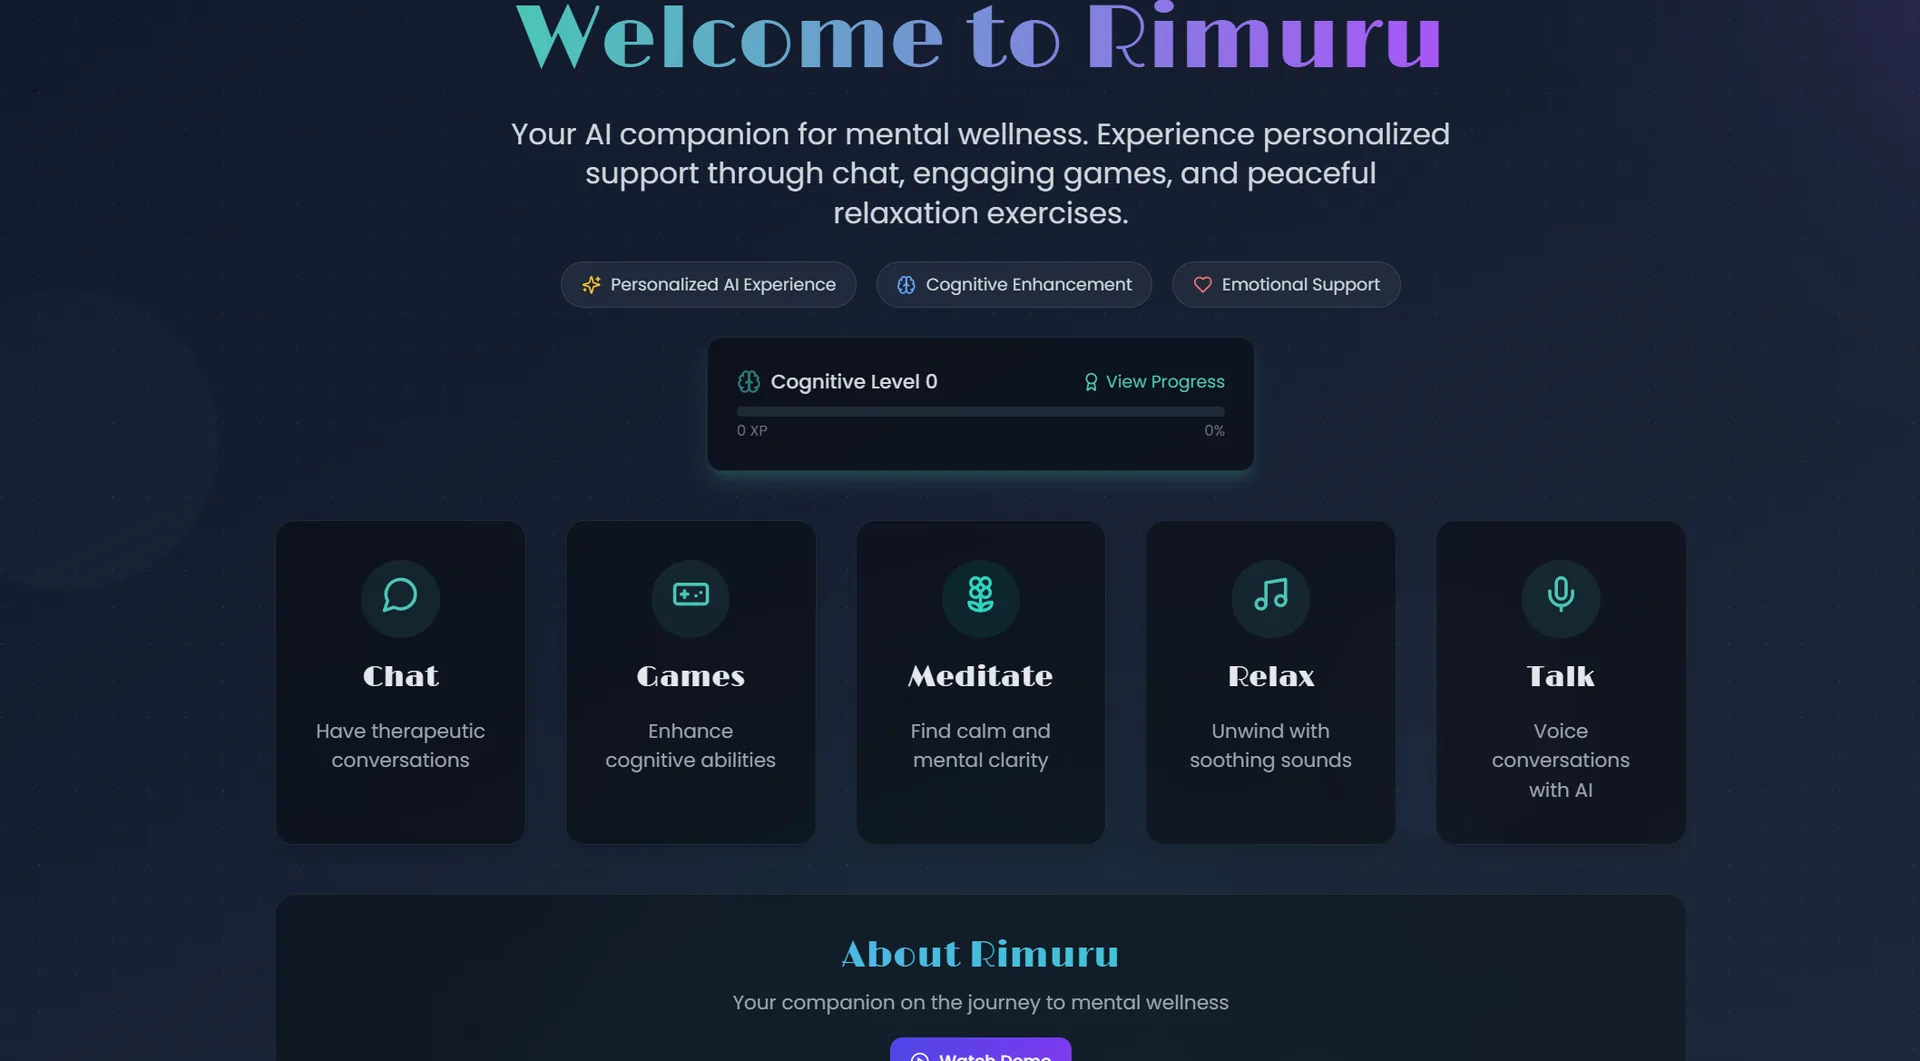 Welcome to Rimuru
Your AI companion for mental wellness. Experience personalized
support through chat, engaging games, and peaceful
relaxation exercises.
Personalized AI Experience
Cognitive Enhancement
Emotional Support
Cognitive Level 0
View Progress
0 XP
0%
Chat
Have therapeutic
conversations
Games
Enhance
cognitive abilities
Meditate
Find calm and
mental clarity
Relax
Unwind with
soothing sounds
Talk
Voice
conversations
with AI
About Rimuru
Your companion on the journey to mental wellness
Watch Demo